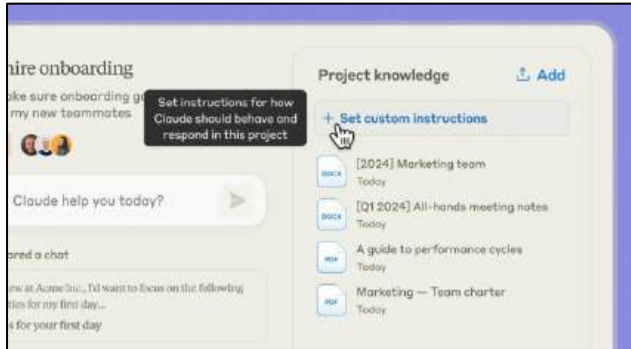 hire onboarding
ake sure onboarding go
my new teammates
Set instructions for how
Claude should behave and
respond in this project
Claude help you today?
ared a chat
ew at Acme Inc., I'd want to focus on the following
ties for my first day...
s for your first day
Project knowledge
Add
+ Set custom instructions
DOCX
[2024] Marketing team
Today
DOCX
[Q1 2024] All-hands meeting notes
Today
PDF
A guide to performance cycles
Today
PDF
Marketing — Team charter
Today